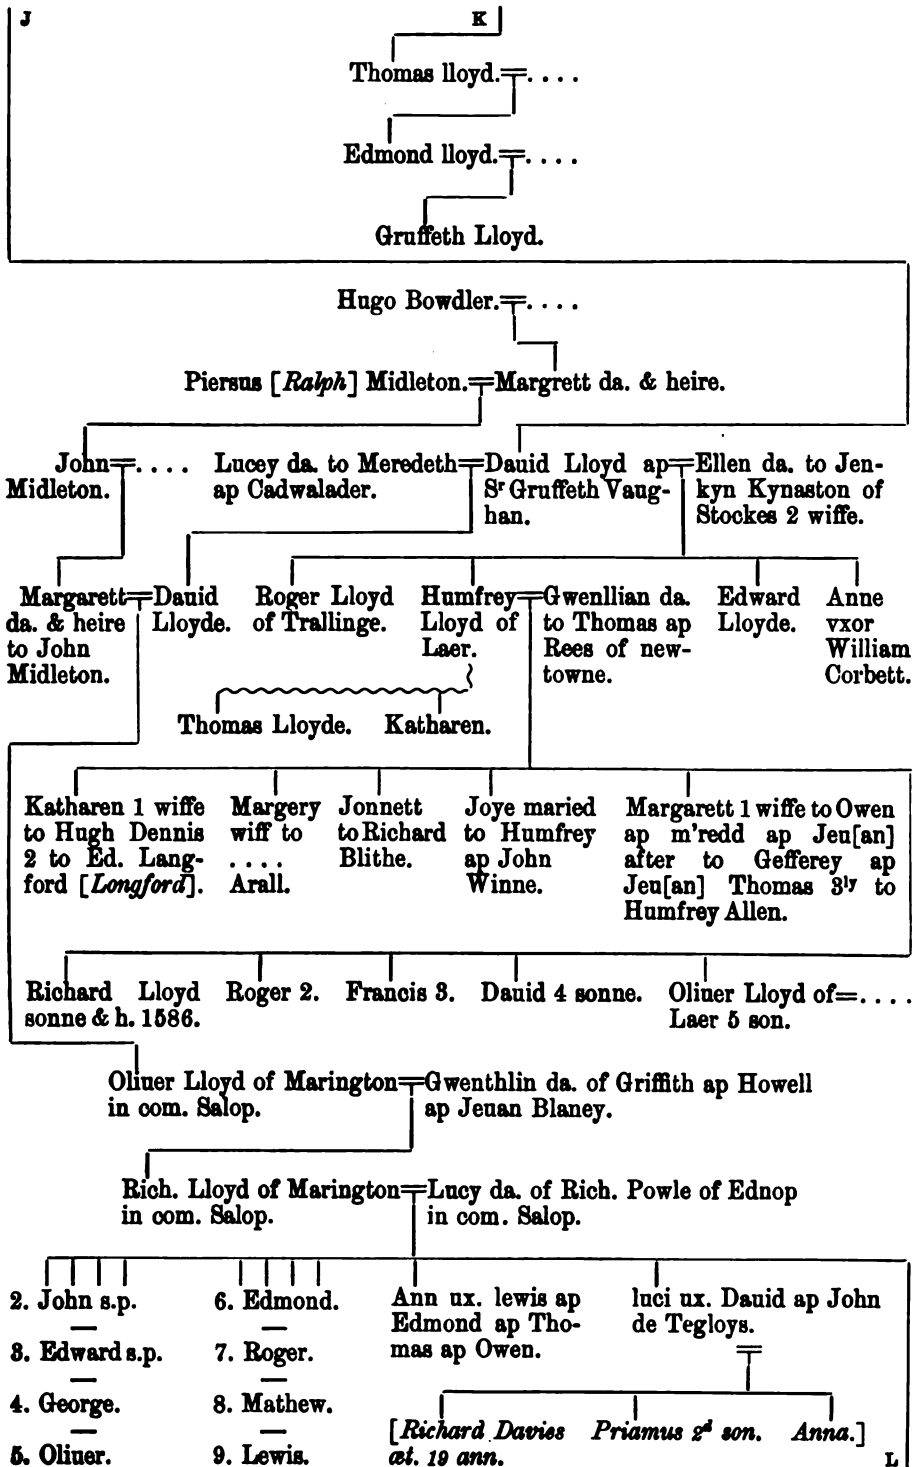 J
K
Thomas lloyd.=. . . .
Edmond lloyd.=. . . .
Gruffeth Lloyd.
Hugo Bowdler.=. . . .
Piersus [Ralph] Midleton.=Margrett da. & heire.
John=. . . .
Midleton.
Lucey da. to Meredeth=
ap Cadwalader.
Dauid Lloyd ap=
Sr Gruffeth Vaug-
han.
Ellen da. to Jen-
kyn Kynaston of
Stockes 2 wiffe.
Margarett=
da. & heire
to John
Midleton.
Dauid
Lloyde.
Roger Lloyd
of Trallinge.
Humfrey=
Lloyd of
Laer.
Gwenllian da.
to Thomas ap
Rees of new-
towne.
Edward
Lloyde.
Anne
vxor
William
Corbett.
Thomas Lloyde.
Katharen.
Katharen 1 wiffe
to Hugh Dennis
2 to Ed. Lang-
ford [Longford].
Margery
wiff to
. . . .
Arall.
Jonnett
to Richard
Blithe.
Joye maried
to Humfrey
ap John
Winne.
Margarett 1 wiffe to Owen
ap m'redd ap Jeu[an]
after to Gefferey ap
Jeu[an] Thomas 3ly to
Humfrey Allen.
Richard Lloyd
sonne & h. 1586.
Roger 2.
Francis 3.
Dauid 4 sonne.
Oliuer Lloyd of=. . . .
Laer 5 son.
Oliuer Lloyd of Marington=
in com. Salop.
Gwenthlin da. of Griffith ap Howell
ap Jeuan Blaney.
Rich. Lloyd of Marington=
in com. Salop.
Lucy da. of Rich. Powle of Ednop
in com. Salop.
2. John s.p.
3. Edward s.p.
4. George.
5. Oliuer.
6. Edmond.
7. Roger.
8. Mathew.
9. Lewis.
Ann ux. lewis ap
Edmond ap Tho-
mas ap Owen.
luci ux. Dauid ap John
de Tegloys.
=
[Richard Davies
æt. 19 ann.
Priamus 2d son.
Anna.]
L